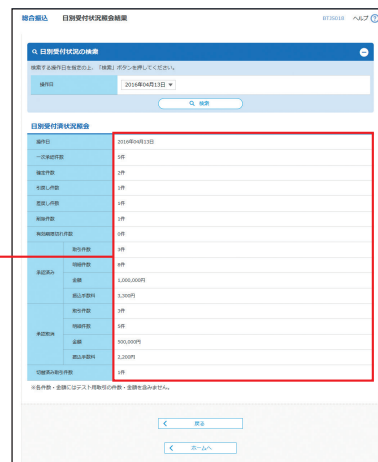 総合振込 日別受付状況照会結果 BTJS018 ヘルプ ?
日別受付状況の検索
検索する操作日を指定の上、「検索」ボタンを押してください。
操作日 2016年04月13日 ▼
検索
日別受付済状況照会
操作日 2016年04月13日
一次承認件数 0件
確定件数 2件
引戻し件数 1件
差戻し件数 1件
削除件数 1件
有効期限切れ件数 0件
承認済み 取引件数 3件
明細件数 8件
金額 1,000,000円
振込手数料 3,300円
承認取消 取引件数 3件
明細件数 5件
金額 900,000円
振込手数料 2,200円
切替済み取引件数 1件
※各件数・金額にはテスト用取引の件数・金額を含みません。
戻る
ホームへ